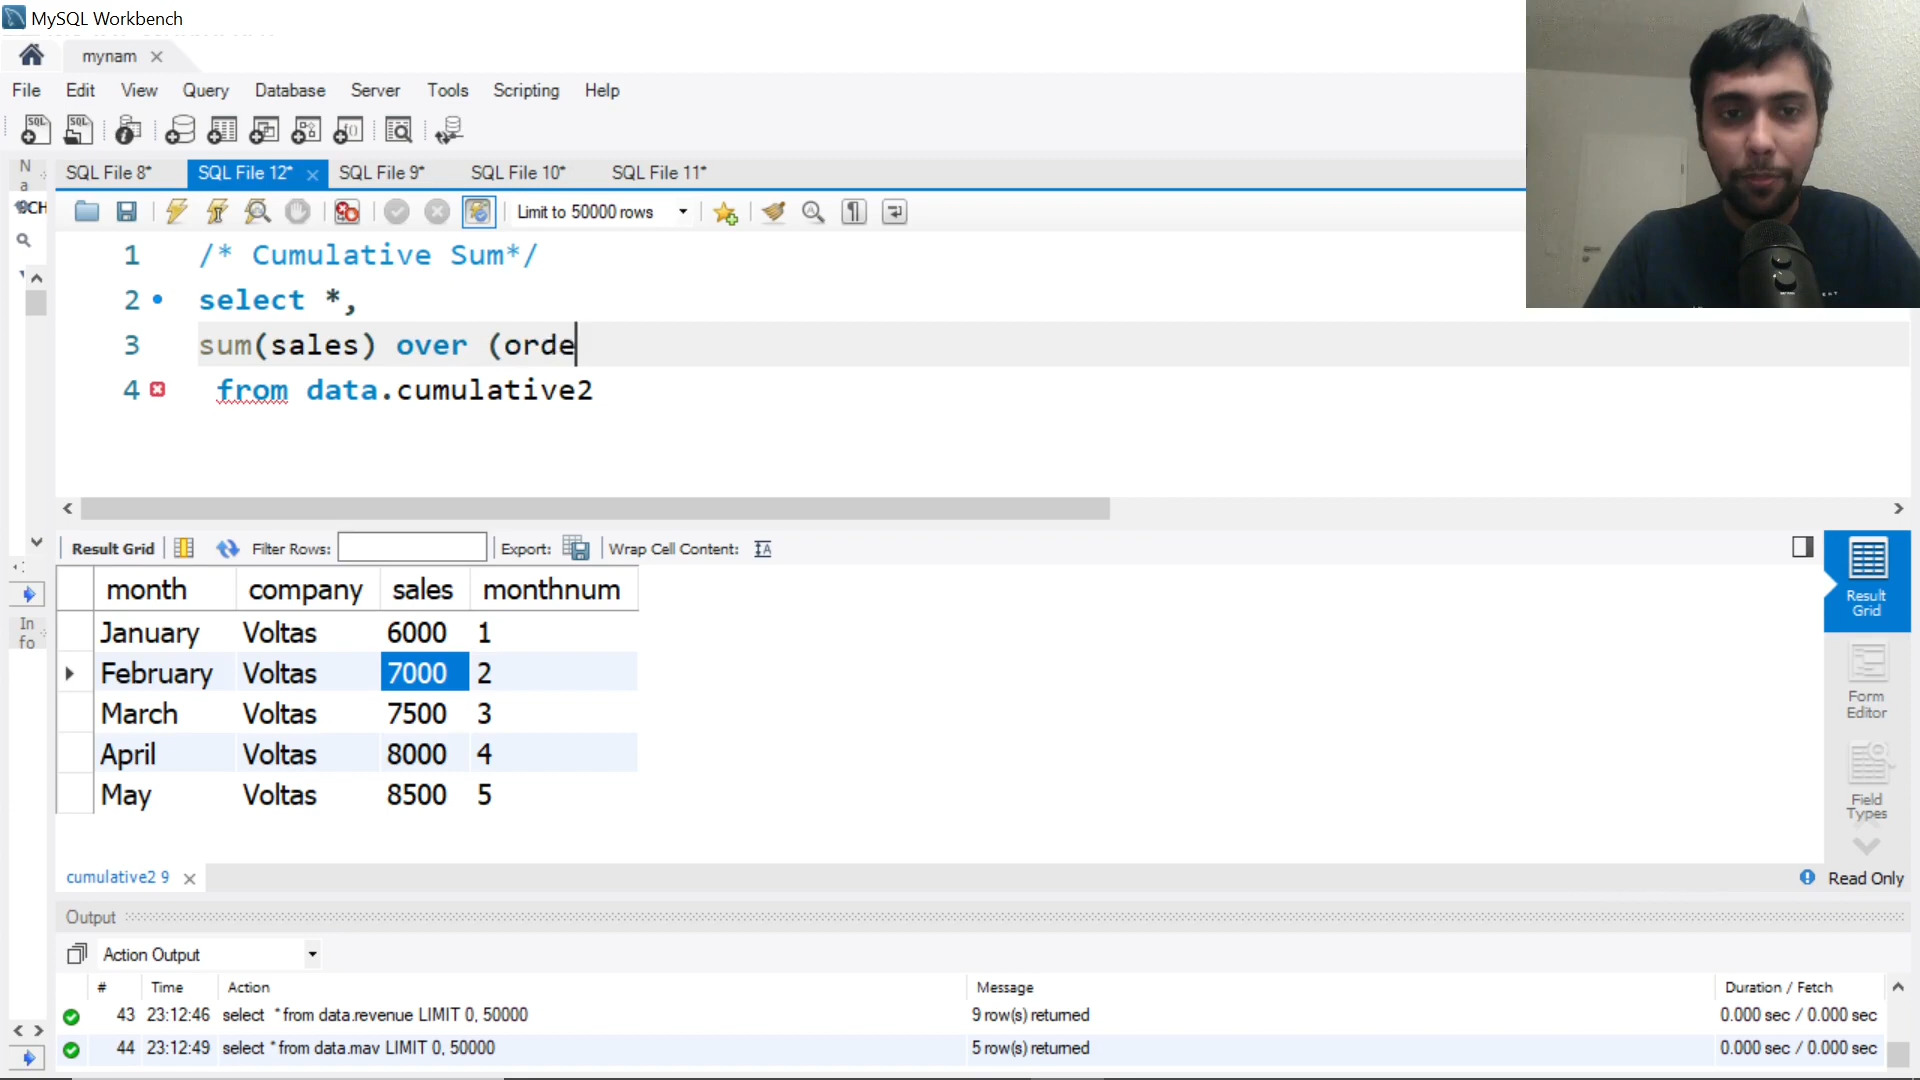 MySQL Workbench
mynam
File Edit View Query Database Server Tools Scripting Help
SQL SQL
N
a
SQL File 8* SQL File 12* SQL File 9* SQL File 10* SQL File 11*
SCH
Limit to 50000 rows
1 /* Cumulative Sum*/
2 select *,
3 sum(sales) over (orde
4 from data.cumulative2
Result Grid Filter Rows: Export: Wrap Cell Content:
month company sales monthnum
January Voltas 6000 1
February Voltas 7000 2
March Voltas 7500 3
April Voltas 8000 4
May Voltas 8500 5
In
fo
Result
Grid
Form
Editor
Field
Types
cumulative2 9
Read Only
Output
Action Output
# Time Action Message Duration / Fetch
43 23:12:46 select *from data.revenue LIMIT 0, 50000 9 row(s) returned 0.000 sec / 0.000 sec
44 23:12:49 select *from data.mav LIMIT 0, 50000 5 row(s) returned 0.000 sec / 0.000 sec